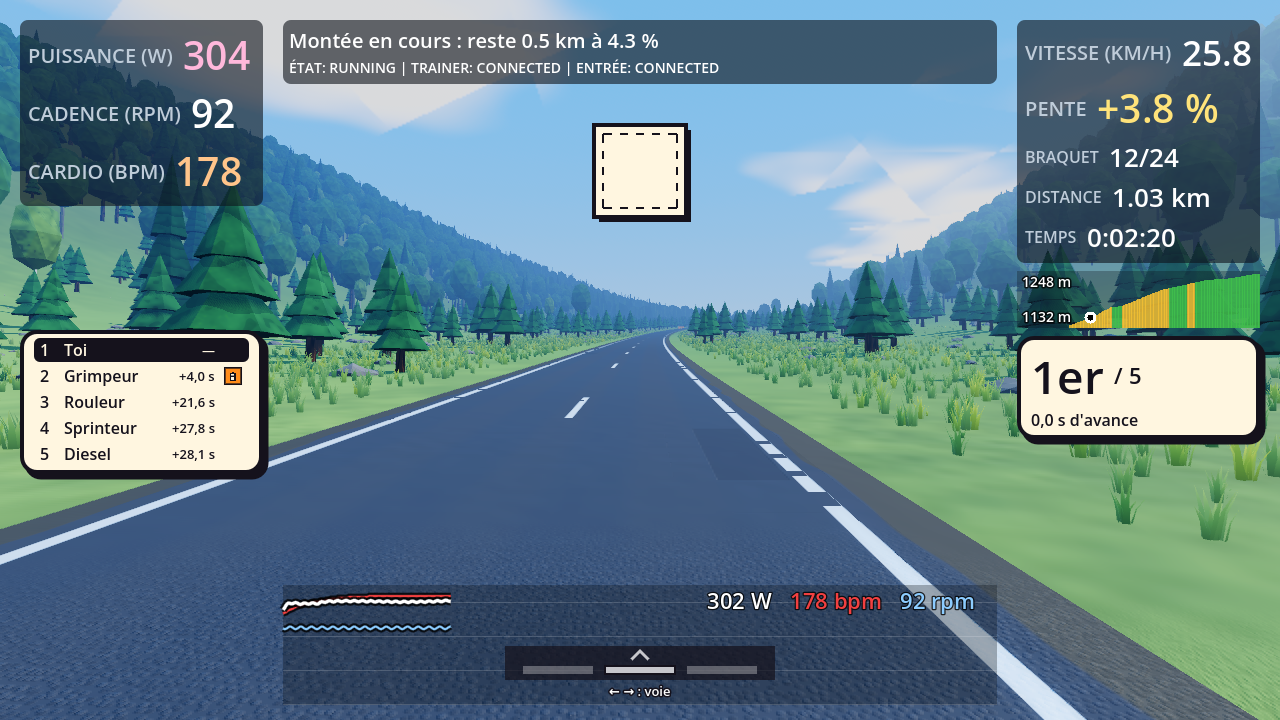 PUISSANCE (W) 304
CADENCE (RPM) 92
CARDIO (BPM) 178
Montée en cours : reste 0.5 km à 4.3 %
ÉTAT: RUNNING | TRAINER: CONNECTED | ENTRÉE: CONNECTED
VITESSE (KM/H) 25.8
PENTE +3.8 %
BRAQUET 12/24
DISTANCE 1.03 km
TEMPS 0:02:20
1248 m
1132 m
1 Toi —
2 Grimpeur +4,0 s
3 Rouleur +21,6 s
4 Sprinteur +27,8 s
5 Diesel +28,1 s
1er / 5
0,0 s d'avance
302 W 178 bpm 92 rpm
← → : voie